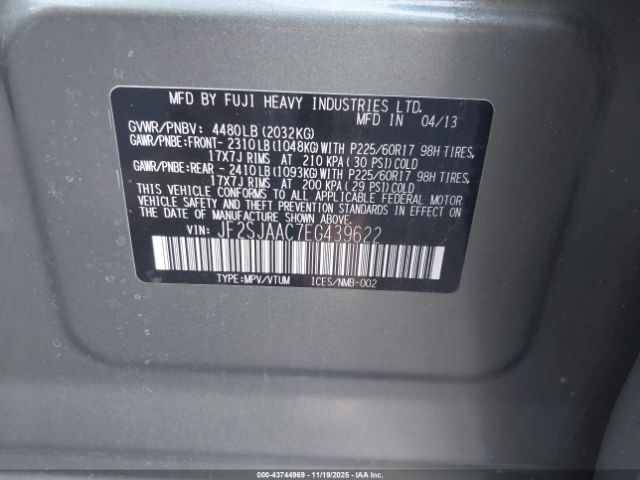 MFD BY FUJI HEAVY INDUSTRIES LTD.
MFD IN 04/13
GVWR/PNBV: 4480LB(2032KG)
GAWR/PNBE:FRONT- 2310LB(1048KG)WITH P225/60R17 98H TIRES,
17X7J RIMS AT 210 KPA(30 PSI)COLD
GAWR/PNBE:REAR - 2410LB(1093KG)WITH P225/60R17 98H TIRES,
17X7J RIMS AT 200 KPA(29 PSI)COLD
THIS VEHICLE CONFORMS TO ALL APPLICABLE FEDERAL MOTOR
VEHICLE SAFETY AND THEFT PREVENTION STANDARDS IN EFFECT
ON THE DATE OF MANUFACTURE SHOWN ABOVE.
VIN: JF2SJAAC7EG439622
TYPE:MPV/VTUM ICES/NMB-002
000-43744969 - 11/19/2025 - IAAI.CA